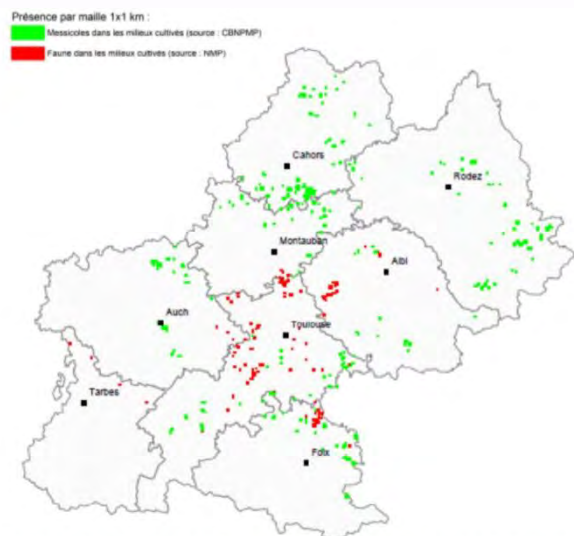 Présence par maille 1x1 km :
Messicoles dans les milieux cultivés (source : CBNPMP)
Faune dans les milieux cultivés (source : NMP)
Cahors
Rodez
Montauban
Albi
Auch
Toulouse
Tarbes
Foix